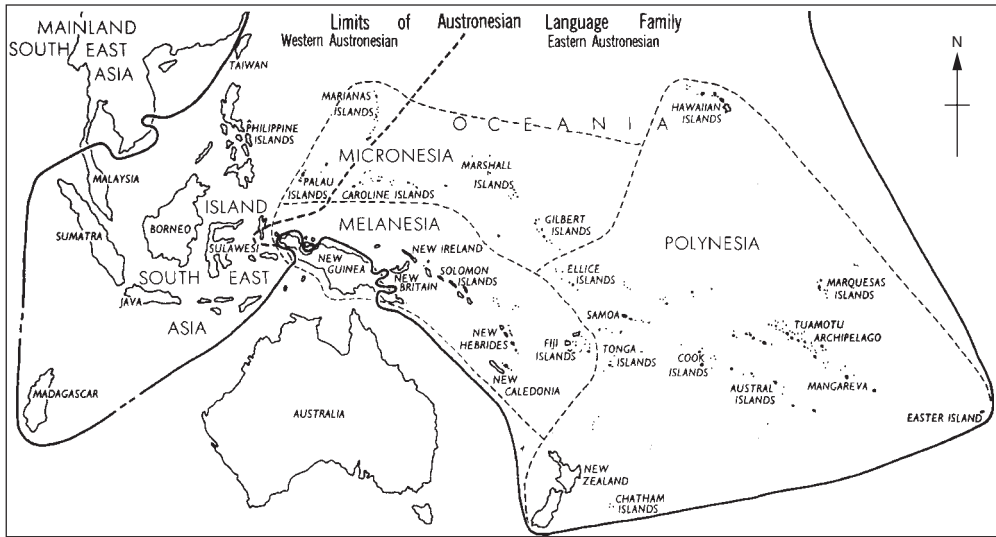 Limits of Austronesian Language Family
Western Austronesian
Eastern Austronesian
MAINLAND
SOUTH EAST
ASIA
TAIWAN
N
MARIANAS
ISLANDS
HAWAIIAN
ISLANDS
OCEANIA
PHILIPPINE
ISLANDS
MICRONESIA
MARSHALL
ISLANDS
MALAYSIA
PALAU
ISLANDS
CAROLINE ISLANDS
ISLAND
SOUTH EAST
ASIA
BORNEO
SUMATRA
SULAWESI
JAVA
MELANESIA
GILBERT
ISLANDS
POLYNESIA
NEW
GUINEA
NEW IRELAND
NEW
BRITAIN
SOLOMON
ISLANDS
ELLICE
ISLANDS
MARQUESAS
ISLANDS
SAMOA
TUAMOTU
ARCHIPELAGO
NEW
HEBRIDES
FIJI
ISLANDS
TONGA
ISLANDS
COOK
ISLANDS
NEW
CALEDONIA
AUSTRAL
ISLANDS
MANGAREVA
MADAGASCAR
AUSTRALIA
EASTER ISLAND
NEW
ZEALAND
CHATHAM
ISLANDS